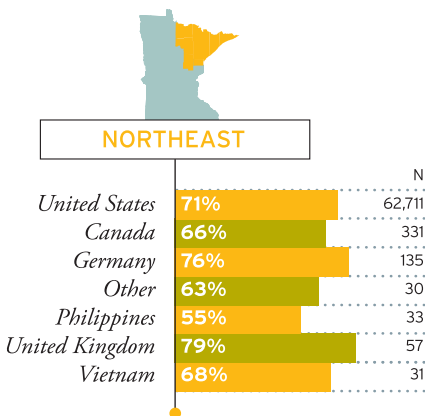 NORTHEAST
N
United States 71% 62,711
Canada 66% 331
Germany 76% 135
Other 63% 30
Philippines 55% 33
United Kingdom 79% 57
Vietnam 68% 31